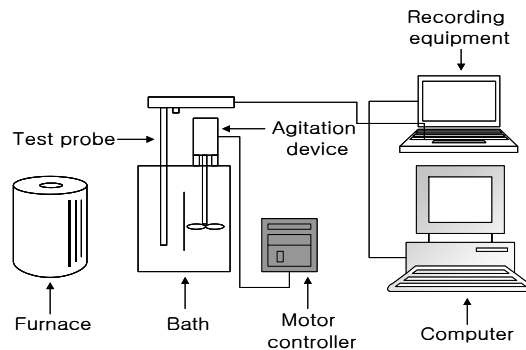 Recording
equipment
Test probe
Agitation
device
Furnace
Bath
Motor
controller
Computer